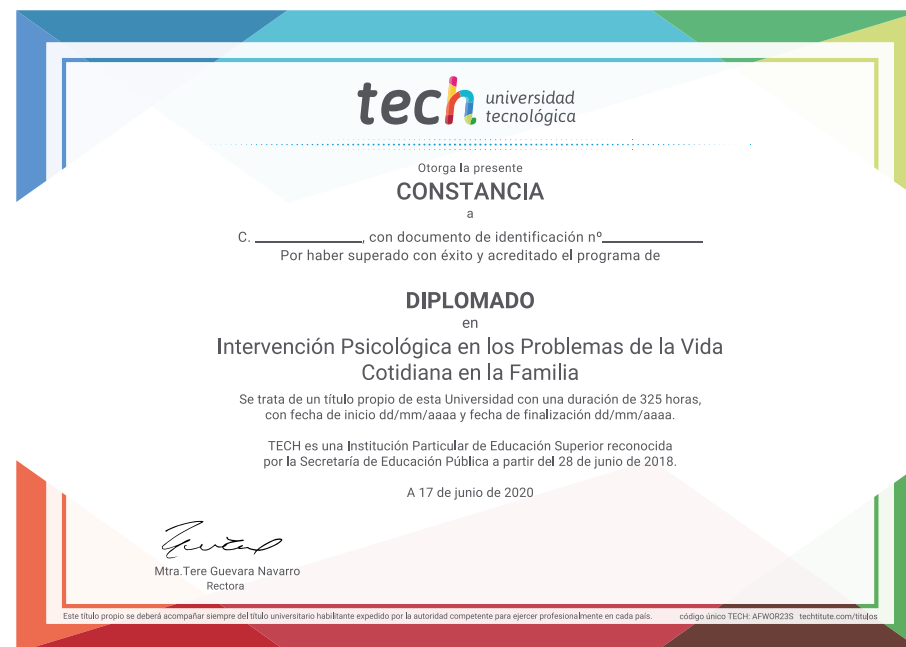 tech universidad
tecnológica
Otorga la presente
CONSTANCIA
a
C. ____________, con documento de identificación nº____________
Por haber superado con éxito y acreditado el programa de
DIPLOMADO
en
Intervención Psicológica en los Problemas de la Vida
Cotidiana en la Familia
Se trata de un título propio de esta Universidad con una duración de 325 horas,
con fecha de inicio dd/mm/aaaa y fecha de finalización dd/mm/aaaa.
TECH es una Institución Particular de Educación Superior reconocida
por la Secretaría de Educación Pública a partir del 28 de junio de 2018.
A 17 de junio de 2020
Mtra.Tere Guevara Navarro
Rectora
Este título propio se deberá acompañar siempre del título universitario habilitante expedido por la autoridad competente para ejercer profesionalmente en cada país. código único TECH: AFWOR23S techtitute.com/titulos